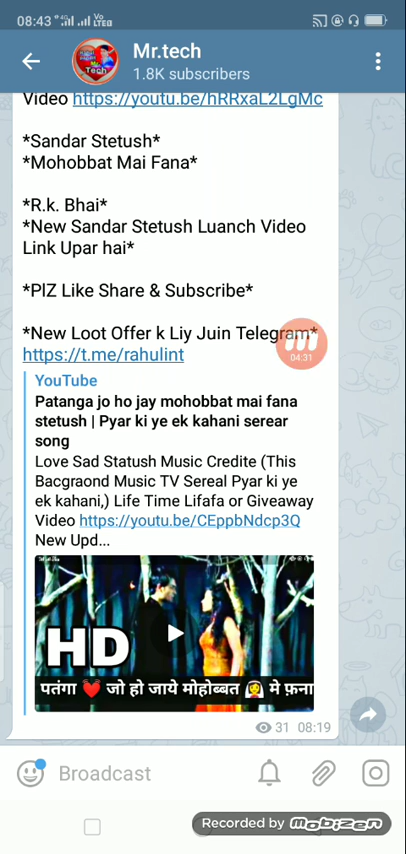 08:43 4G Vo LTE
Mr.tech
1.8K subscribers
Video https://youtu.be/hRRxaL2LgMc
*Sandar Stetush*
*Mohobbat Mai Fana*
*R.k. Bhai*
*New Sandar Stetush Luanch Video
Link Upar hai*
*PlZ Like Share & Subscribe*
*New Loot Offer k Liy Juin Telegram*
https://t.me/rahulint
04:31
YouTube
Patanga jo ho jay mohobbat mai fana
stetush | Pyar ki ye ek kahani serear
song
Love Sad Statush Music Credite (This
Bacgraond Music TV Sereal Pyar ki ye
ek kahani,) Life Time Lifafa or Giveaway
Video https://youtu.be/CEppbNdcp3Q
New Upd...
HD
पतंगा जो हो जाये मोहोब्बत मे फ़ना
31 08:19
Broadcast
Recorded by mobizen